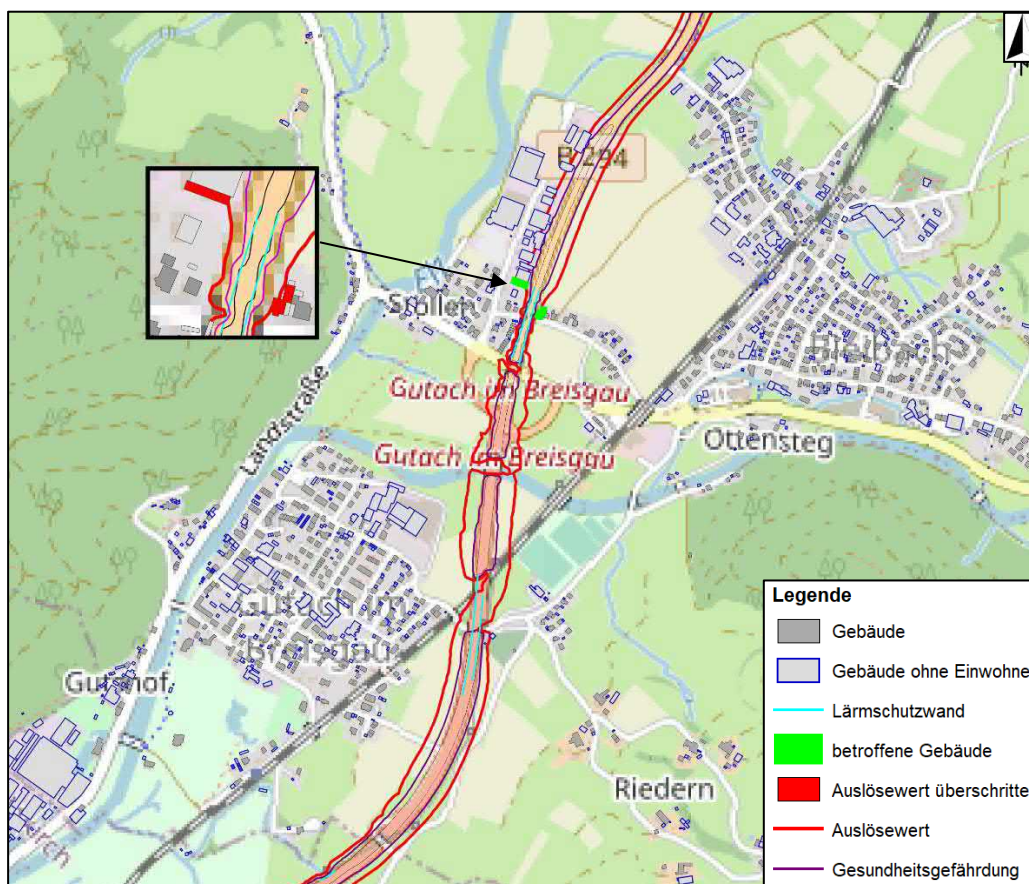 B 294
Stollen
Gutach im Breisgau
Bleibach
Gutach im Breisgau
Ottensteg
Landstraße
Gutach im
Breisgau
Gutshof
Riedern
Legende
Gebäude
Gebäude ohne Einwohne
Lärmschutzwand
betroffene Gebäude
Auslösewert überschritte
Auslösewert
Gesundheitsgefährdung